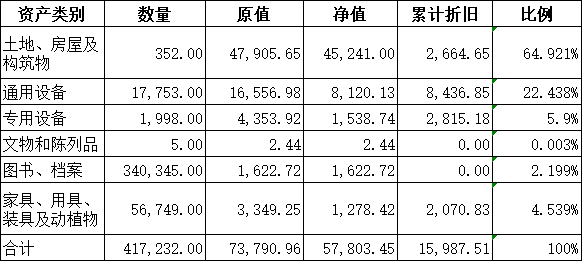 资产类别 数量 原值 净值 累计折旧 比例
土地、房屋及
构筑物 352.00 47,905.65 45,241.00 2,664.65 64.921%
通用设备 17,753.00 16,556.98 8,120.13 8,436.85 22.438%
专用设备 1,998.00 4,353.92 1,538.74 2,815.18 5.9%
文物和陈列品 5.00 2.44 2.44 0.00 0.003%
图书、档案 340,345.00 1,622.72 1,622.72 0.00 2.199%
家具、用具、
装具及动植物 56,749.00 3,349.25 1,278.42 2,070.83 4.539%
合计 417,232.00 73,790.96 57,803.45 15,987.51 100%